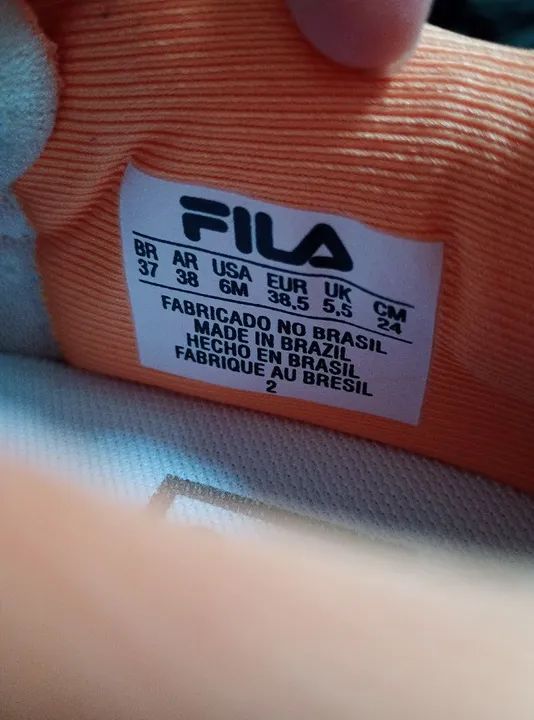 FILA
BR AR USA EUR UK CM
37 38 6M 38,5 5,5 24
FABRICADO NO BRASIL
MADE IN BRAZIL
HECHO EN BRASIL
FABRIQUE AU BRESIL
2